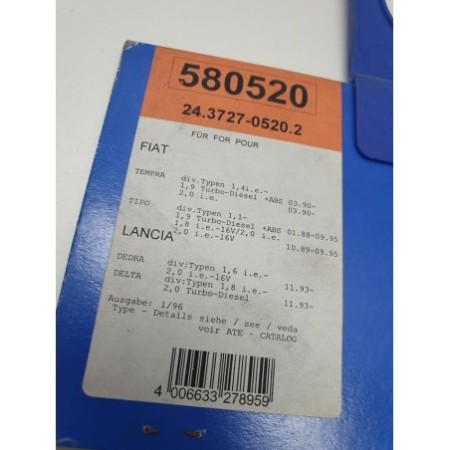 580520
24.3727-0520.2
FÜR FOR POUR
FIAT
TEMPRA div.Typen 1,4i.e.-
1,9 Turbo-Diesel +ABS 03.90-
2,0 i.e. 03.90-
TIPO div.Typen 1,1-
1,9 Turbo-Diesel +ABS 01.88-09.95
1,8 i.e.-16V/2,0 i.e.
2,0 i.e.-16V 10.89-09.95
LANCIA
DEDRA div:Typen 1,6 i.e.-
2,0 i.e.-16V 11.93-
DELTA div:Typen 1,8 i.e.-
2,0 Turbo-Diesel 11.93-
Ausgabe: 1/96
Type - Details siehe / see / veda
voir ATE - CATALOG
4 006633 278959